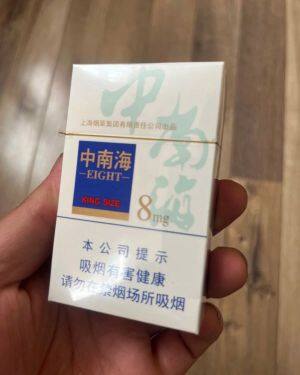 中南海
上海烟草集团有限责任公司出品
中南海
EIGHT
KING SIZE
8mg
本公司提示
吸烟有害健康
请勿在禁烟场所吸烟